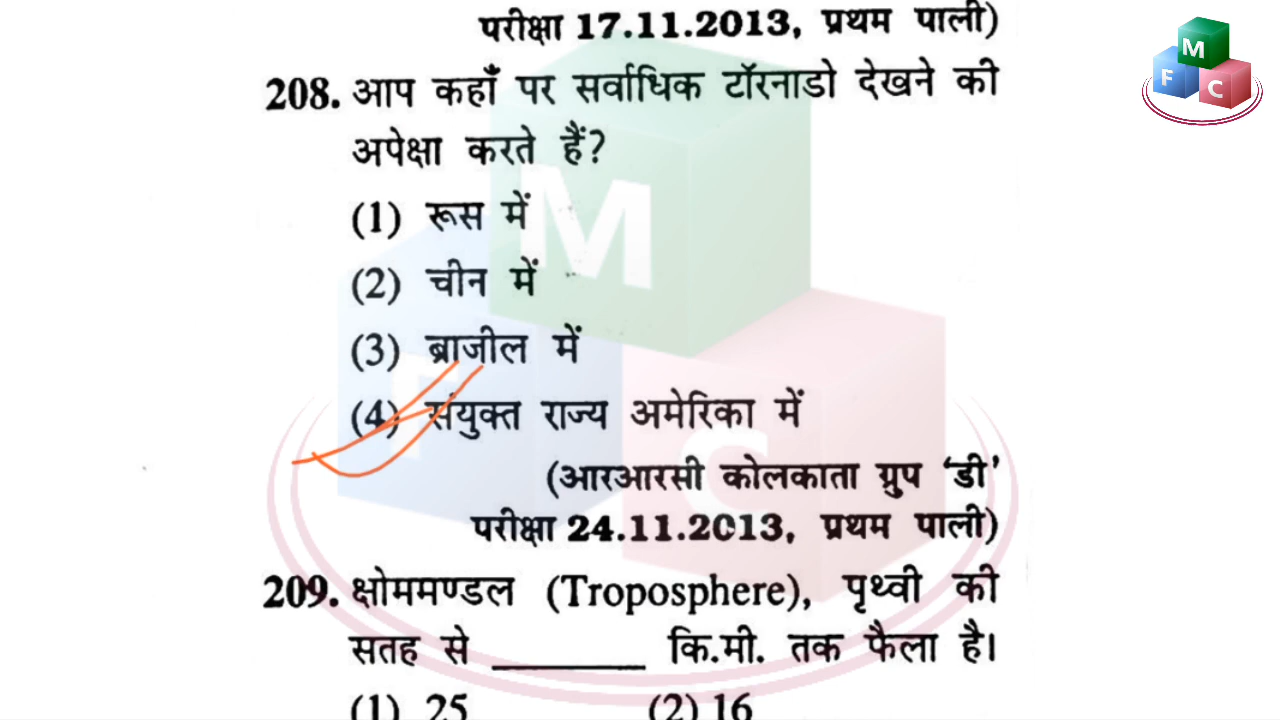 परीक्षा 17.11.2013, प्रथम पाली)
M
F
C
208. आप कहाँ पर सर्वाधिक टॉरनाडो देखने की
अपेक्षा करते हैं?
(1) रूस में
(2) चीन में
(3) ब्राजील में
(4) संयुक्त राज्य अमेरिका में
(आरआरसी कोलकाता ग्रुप ‘डी’
परीक्षा 24.11.2013, प्रथम पाली)
209. क्षोममण्डल (Troposphere), पृथ्वी की
सतह से ________ कि.मी. तक फैला है।
(1) 25 (2) 16
M
F
C